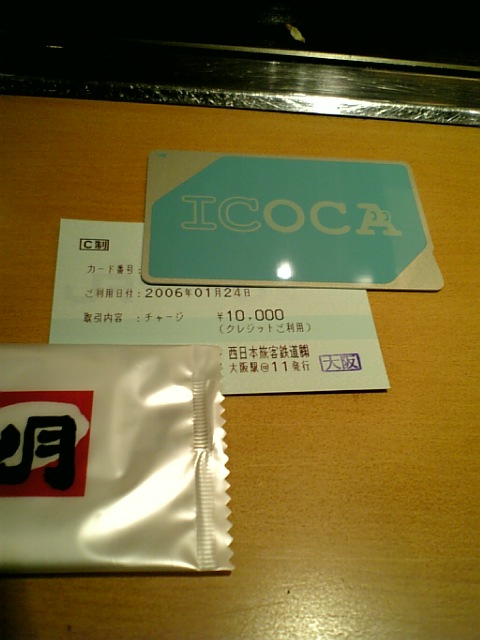 ICOCA
C制
カード番号:
ご利用日付:2006年01月24日
取引内容 :チャージ ¥10,000
(クレジットご利用)
西日本旅客鉄道㈱
大阪駅@11発行 大阪
月